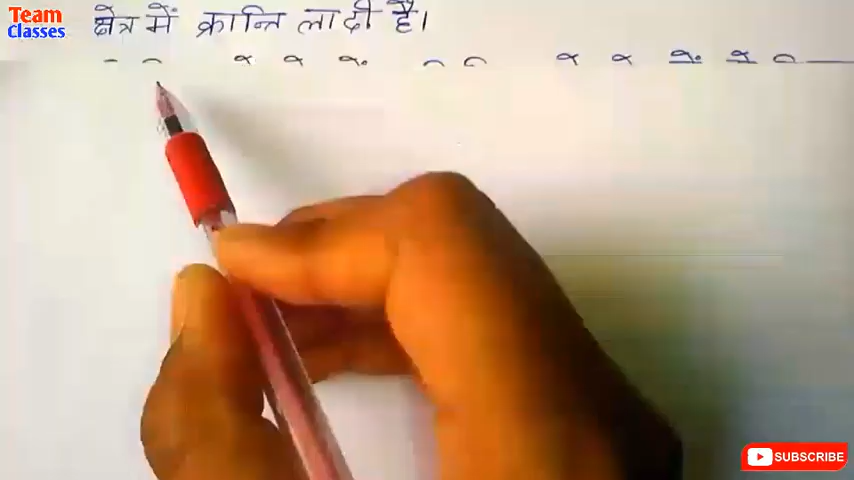 Team
Classes
क्षेत्र में क्रान्ति लादी है।
SUBSCRIBE